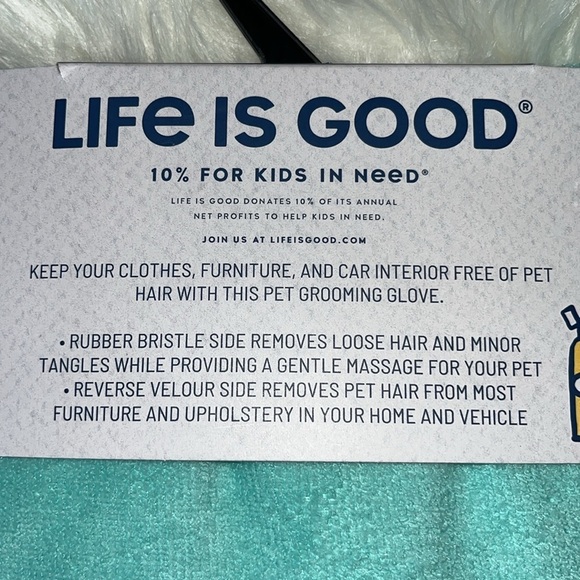 LIFe IS GOOD®
10% FOR KIDS IN NeeD®
LIFE IS GOOD DONATES 10% OF ITS ANNUAL
NET PROFITS TO HELP KIDS IN NEED.
JOIN US AT LIFEISGOOD.COM
KEEP YOUR CLOTHES, FURNITURE, AND CAR INTERIOR FREE OF PET
HAIR WITH THIS PET GROOMING GLOVE.
• RUBBER BRISTLE SIDE REMOVES LOOSE HAIR AND MINOR
TANGLES WHILE PROVIDING A GENTLE MASSAGE FOR YOUR PET
• REVERSE VELOUR SIDE REMOVES PET HAIR FROM MOST
FURNITURE AND UPHOLSTERY IN YOUR HOME AND VEHICLE